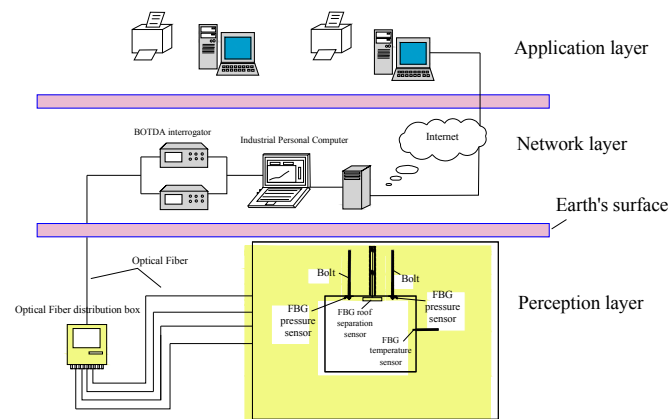 Application layer
BOTDA interrogator
Industrial Personal Computer
Internet
Network layer
Earth's surface
Optical Fiber
Optical Fiber distribution box
Bolt
Bolt
FBG
pressure
sensor
FBG roof
separation
sensor
FBG
pressure
sensor
FBG
temperature
sensor
Perception layer